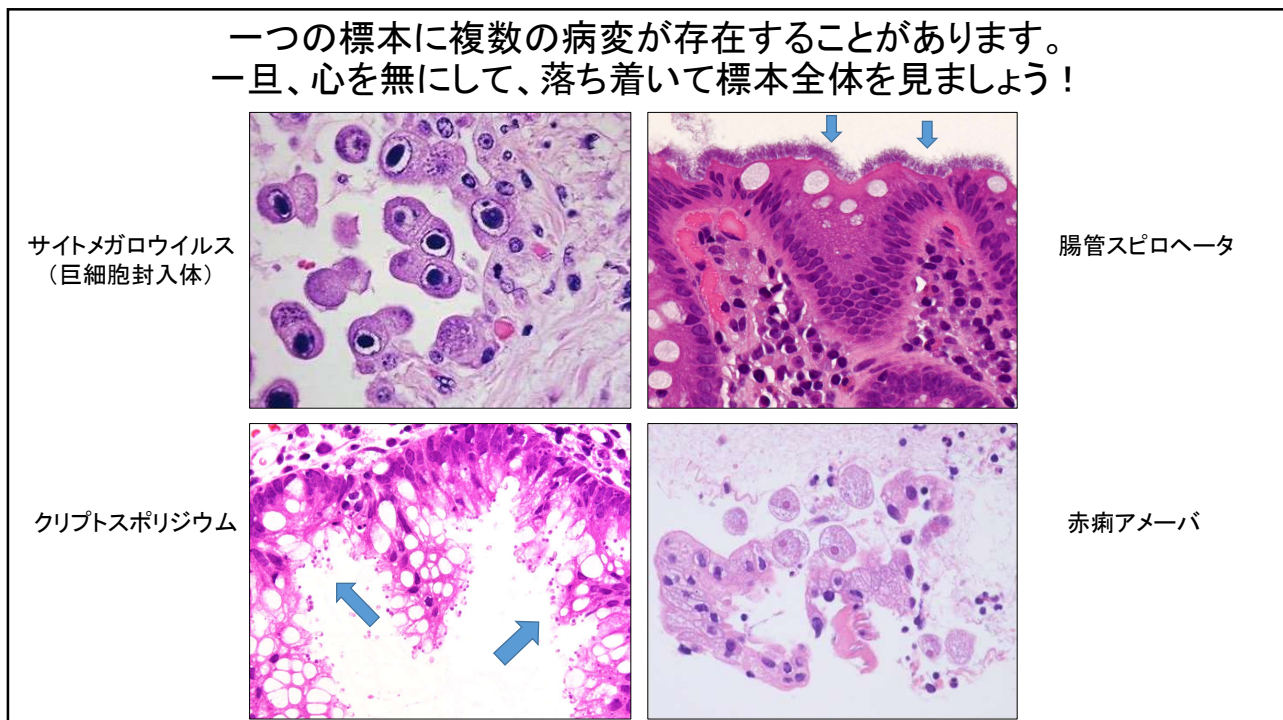 一つの標本に複数の病変が存在することがあります。
一旦、心を無にして、落ち着いて標本全体を見ましょう！
サイトメガロウイルス
（巨細胞封入体）
腸管スピロヘータ
クリプトスポリジウム
赤痢アメーバ